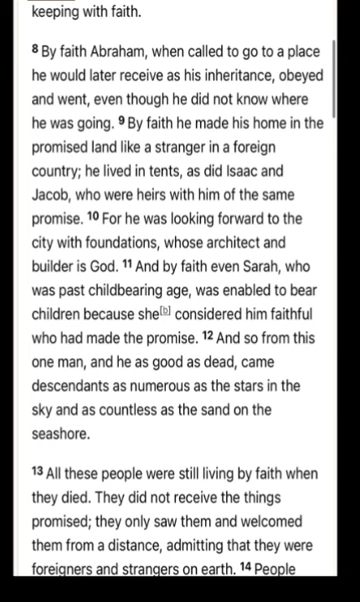 keeping with faith.
8 By faith Abraham, when called to go to a place
he would later receive as his inheritance, obeyed
and went, even though he did not know where
he was going. 9 By faith he made his home in the
promised land like a stranger in a foreign
country; he lived in tents, as did Isaac and
Jacob, who were heirs with him of the same
promise. 10 For he was looking forward to the
city with foundations, whose architect and
builder is God. 11 And by faith even Sarah, who
was past childbearing age, was enabled to bear
children because she[b] considered him faithful
who had made the promise. 12 And so from this
one man, and he as good as dead, came
descendants as numerous as the stars in the
sky and as countless as the sand on the
seashore.
13 All these people were still living by faith when
they died. They did not receive the things
promised; they only saw them and welcomed
them from a distance, admitting that they were
foreigners and strangers on earth. 14 People